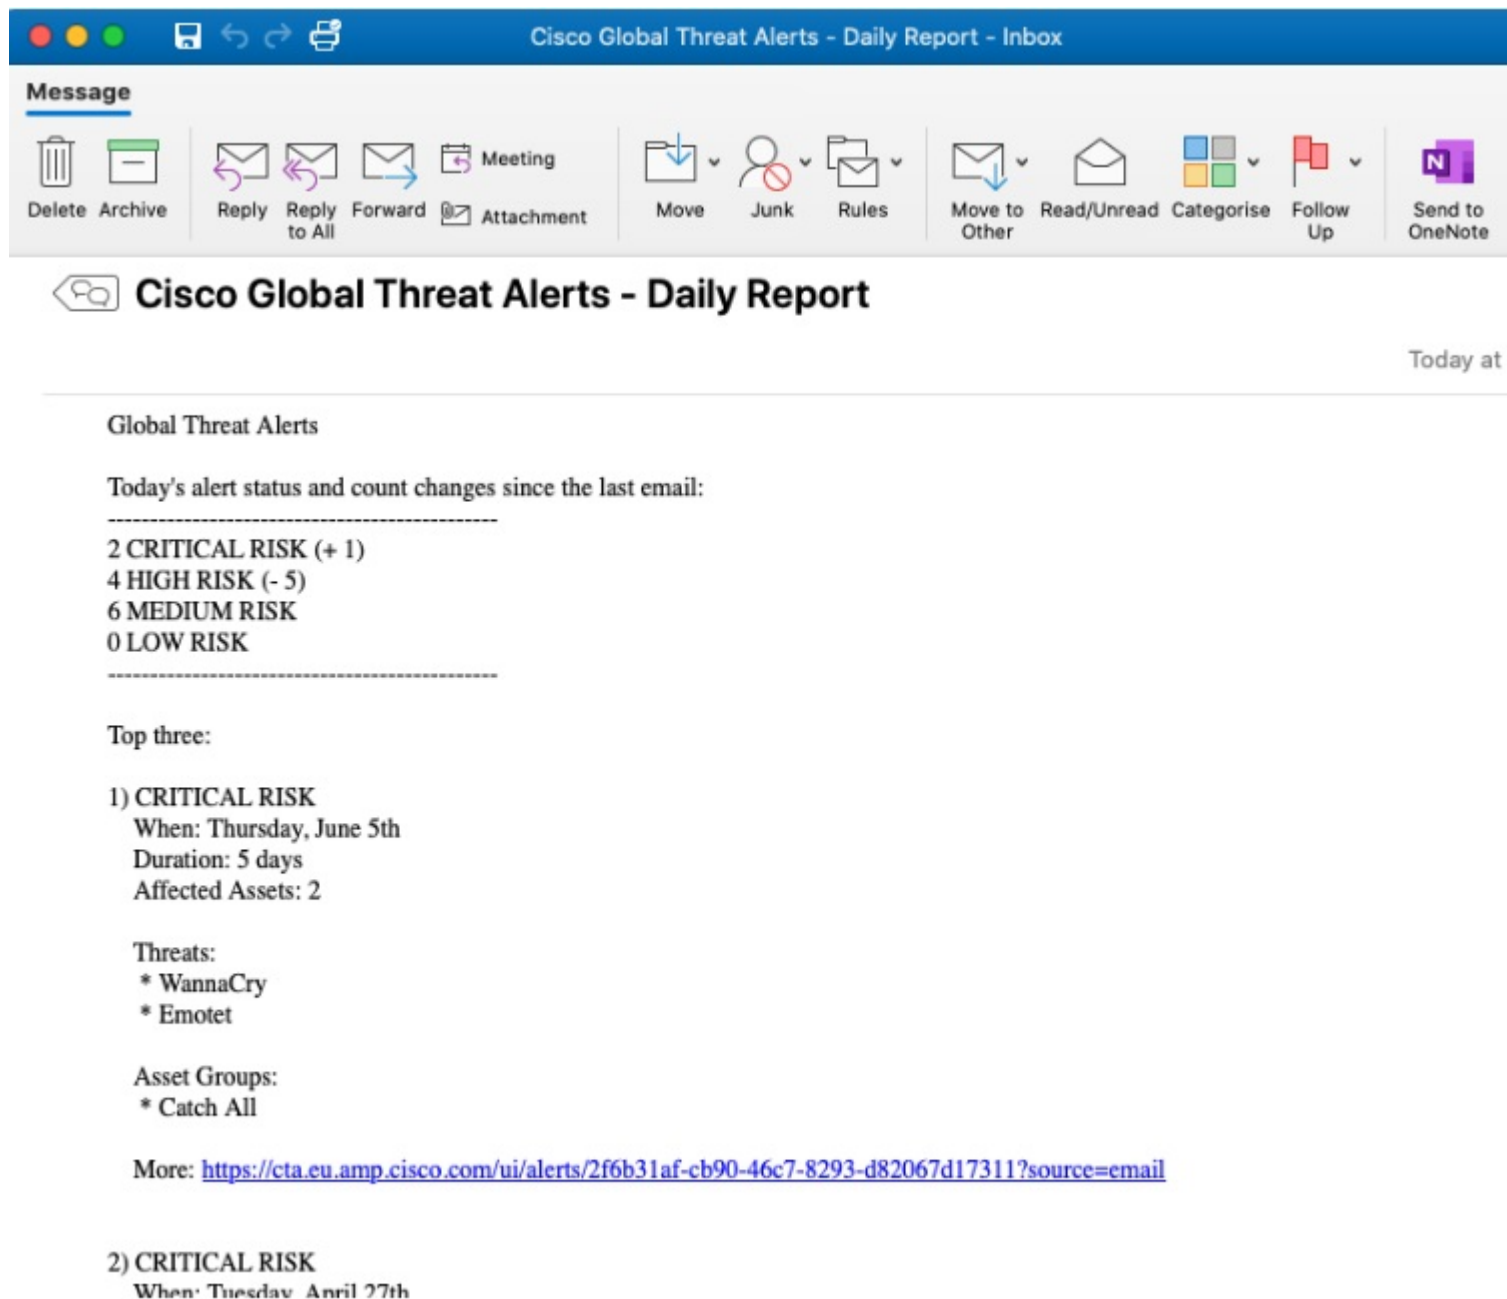 Cisco Global Threat Alerts - Daily Report - Inbox
Message
Delete
Archive
Reply
Reply to All
Forward
Meeting
Attachment
Move
Junk
Rules
Move to Other
Read/Unread
Categorise
Follow Up
N
Send to OneNote
Cisco Global Threat Alerts - Daily Report
Today at
Global Threat Alerts
Today's alert status and count changes since the last email:
-----------------------------------------------
2 CRITICAL RISK (+ 1)
4 HIGH RISK (- 5)
6 MEDIUM RISK
0 LOW RISK
-----------------------------------------------
Top three:
1) CRITICAL RISK
When: Thursday, June 5th
Duration: 5 days
Affected Assets: 2
Threats:
* WannaCry
* Emotet
Asset Groups:
* Catch All
More: https://cta.eu.amp.cisco.com/ui/alerts/2f6b31af-cb90-46c7-8293-d82067d17311?source=email
2) CRITICAL RISK
When: Tuesday, April 27th